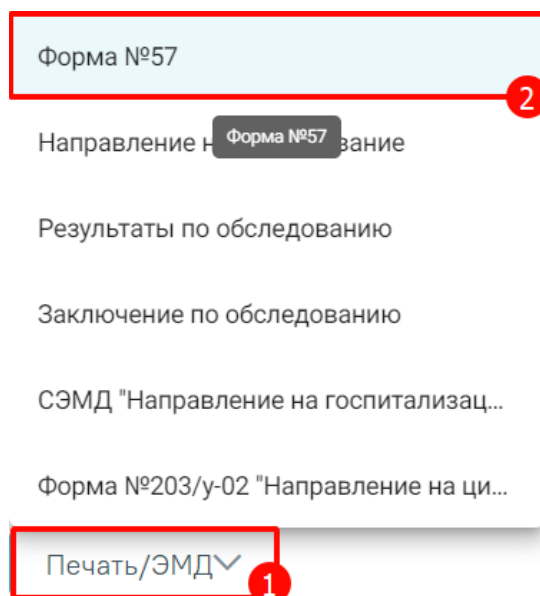 Форма №57
2
Направление н
Форма №57
зание
Результаты по обследованию
Заключение по обследованию
СЭМД "Направление на госпитализац...
Форма №203/у-02 "Направление на ци...
Печать/ЭМД
1